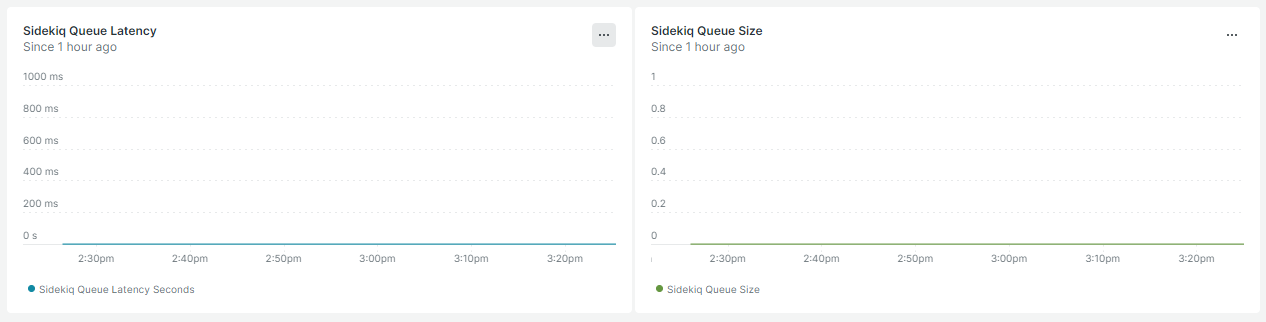 Sidekiq Queue Latency
Since 1 hour ago
...
1000 ms
800 ms
600 ms
400 ms
200 ms
0 s
2:30pm 2:40pm 2:50pm 3:00pm 3:10pm 3:20pm
Sidekiq Queue Latency Seconds
Sidekiq Queue Size
Since 1 hour ago
...
1
0.8
0.6
0.4
0.2
0
2:30pm 2:40pm 2:50pm 3:00pm 3:10pm 3:20pm
Sidekiq Queue Size